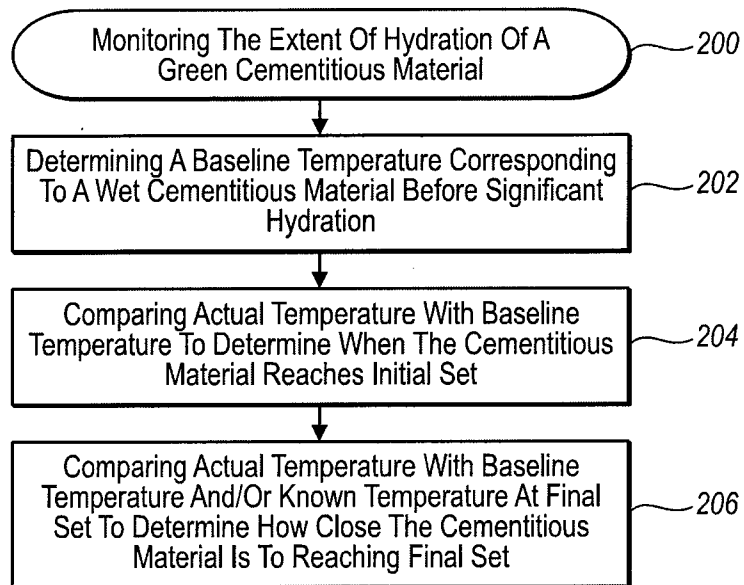 Monitoring The Extent Of Hydration Of A
Green Cementitious Material
200
Determining A Baseline Temperature Corresponding
To A Wet Cementitious Material Before Significant
Hydration
202
Comparing Actual Temperature With Baseline
Temperature To Determine When The Cementitious
Material Reaches Initial Set
204
Comparing Actual Temperature With Baseline
Temperature And/Or Known Temperature At Final
Set To Determine How Close The Cementitious
Material Is To Reaching Final Set
206